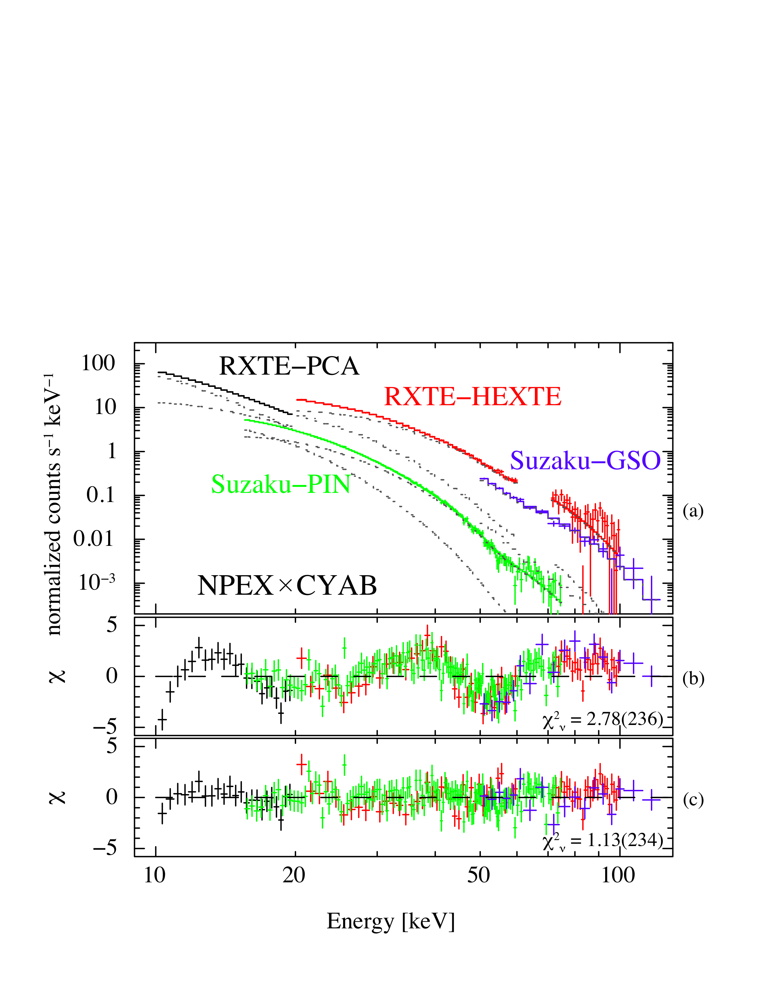 100
10
1
0.1
0.01
10−3
normalized counts s−1 keV−1
RXTE−PCA
RXTE−HEXTE
Suzaku−GSO
Suzaku−PIN
NPEX×CYAB
(a)
5
0
−5
χ
χ2ν = 2.78(236)
(b)
5
0
−5
χ
χ2ν = 1.13(234)
(c)
10
20
50
100
Energy [keV]